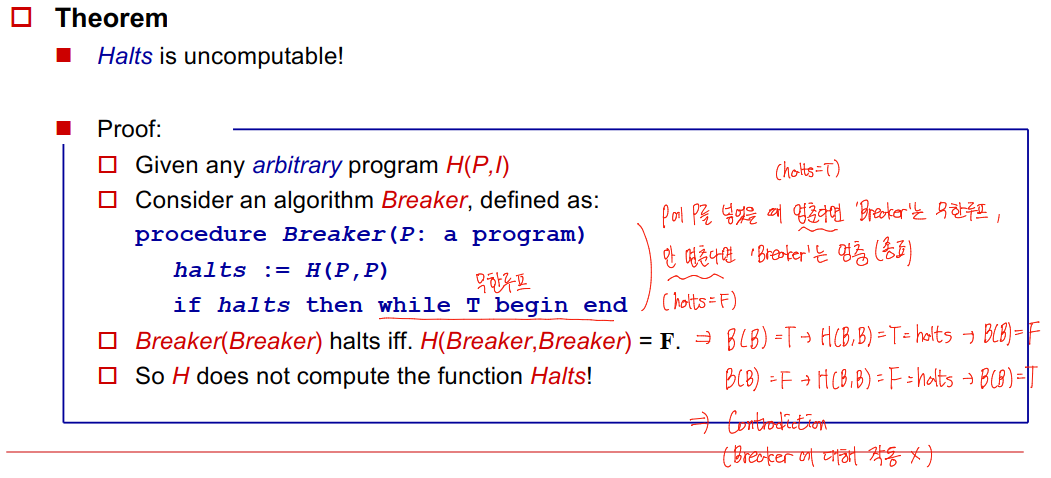 Theorem
Halts is uncomputable!
Proof:
Given any arbitrary program H(P,I)
(halts=T)
Consider an algorithm Breaker, defined as:
P에 P를 넣었을 때 멈춘다면 'Breaker'는 무한루프,
procedure Breaker(P: a program)
안 멈춘다면 'Breaker'는 멈춤 (종료)
halts := H(P,P)
무한루프
(halts=F)
if halts then while T begin end
Breaker(Breaker) halts iff. H(Breaker,Breaker) = F. ⇒ B(B) = T → H(B,B) = T = halts → B(B) = F
So H does not compute the function Halts! B(B) = F → H(B,B) = F = halts → B(B) = T
⇒ Contradiction
(Breaker에 대해 작동 X)